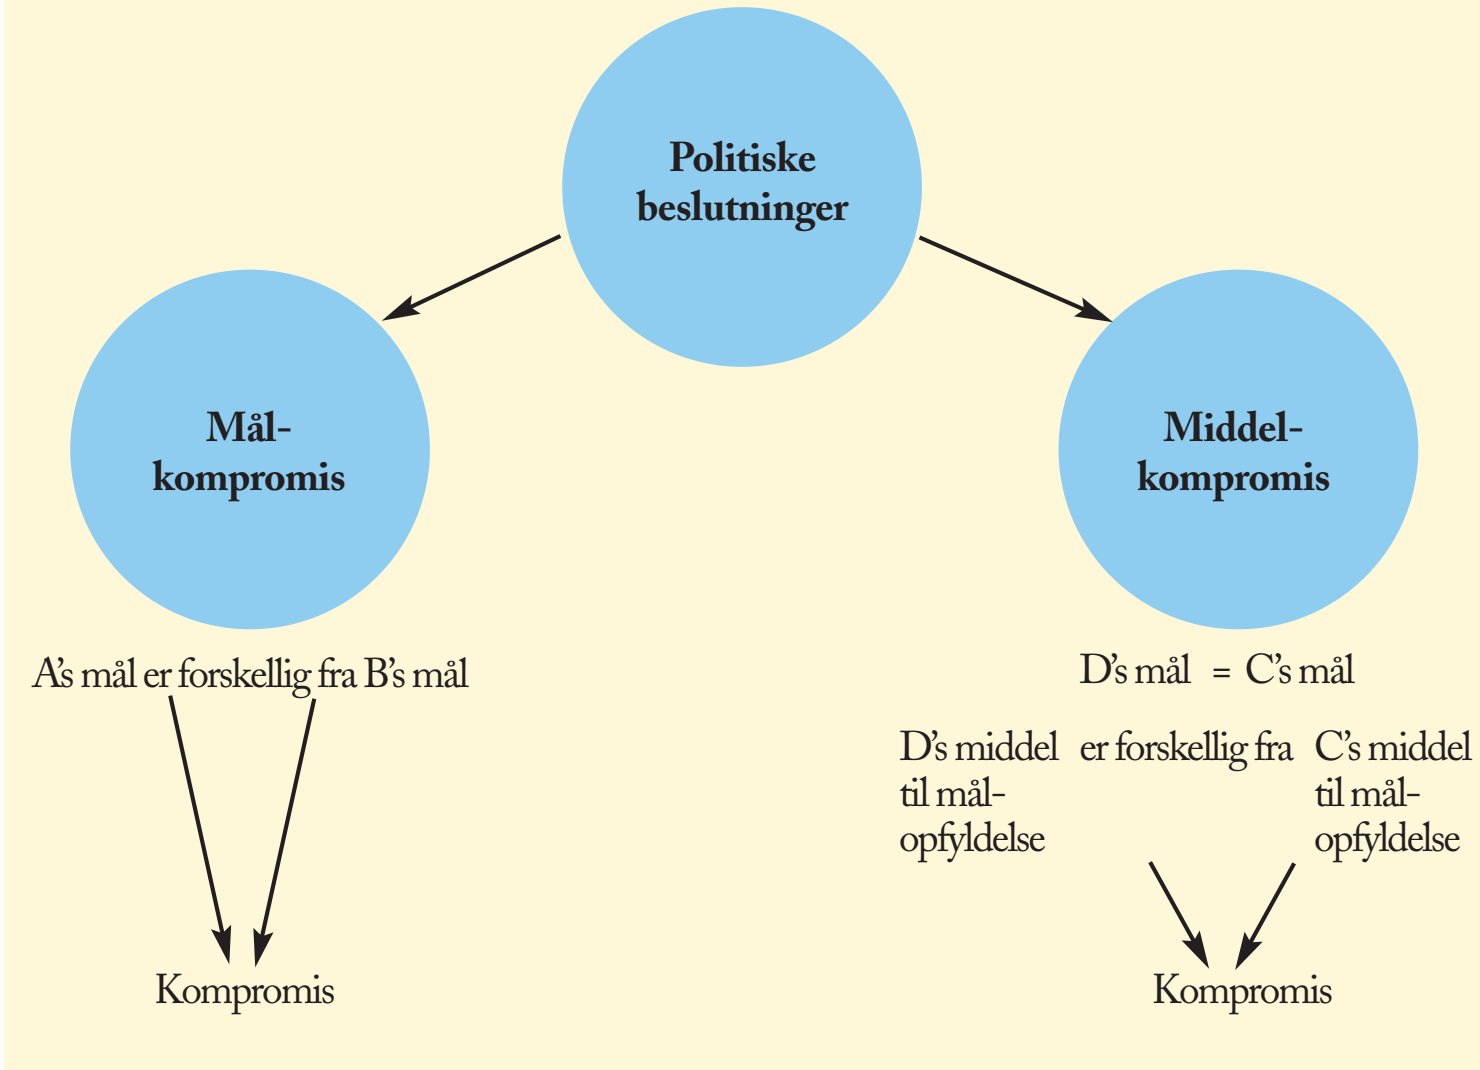 Politiske
beslutninger
Mål-
kompromis
A's mål er forskellig fra B's mål
Kompromis
Middel-
kompromis
D's mål = C's mål
D's middel er forskellig fra C's middel
til mål- til mål-
opfyldelse opfyldelse
Kompromis